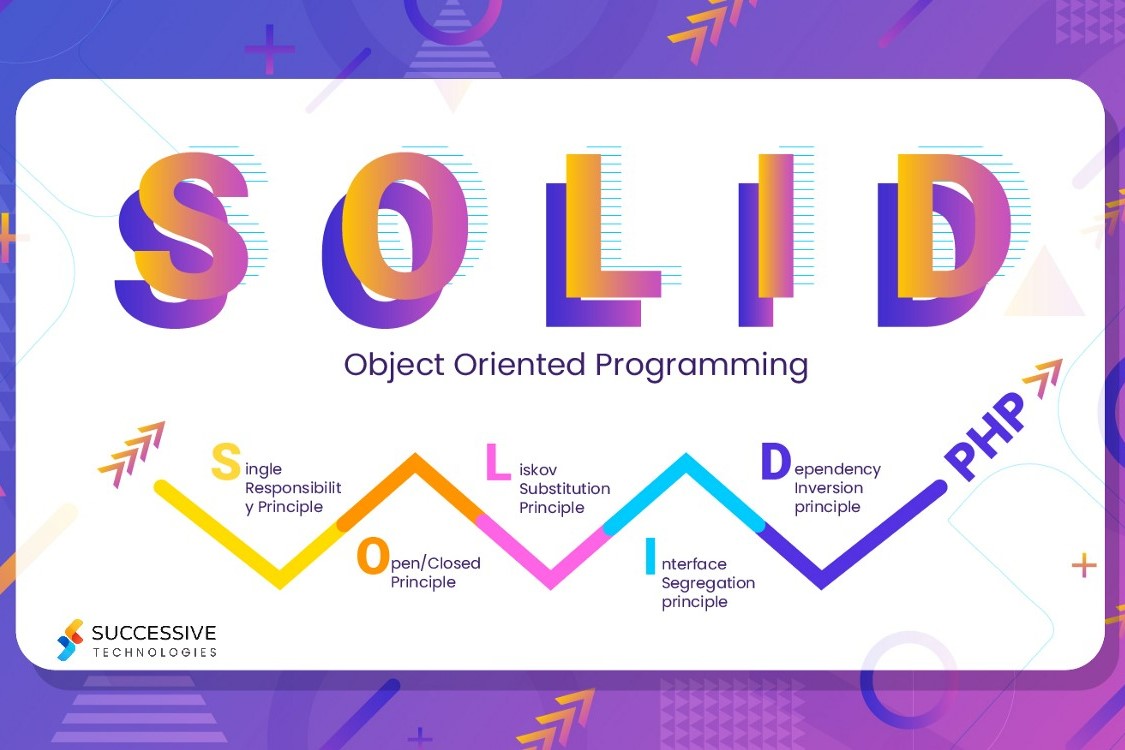 SOLID
Object Oriented Programming
Single
Responsibilit
y Principle
Open/Closed
Principle
Liskov
Substitution
Principle
Interface
Segregation
principle
Dependency
Inversion
principle
PHP
SUCCESSIVE
TECHNOLOGIES